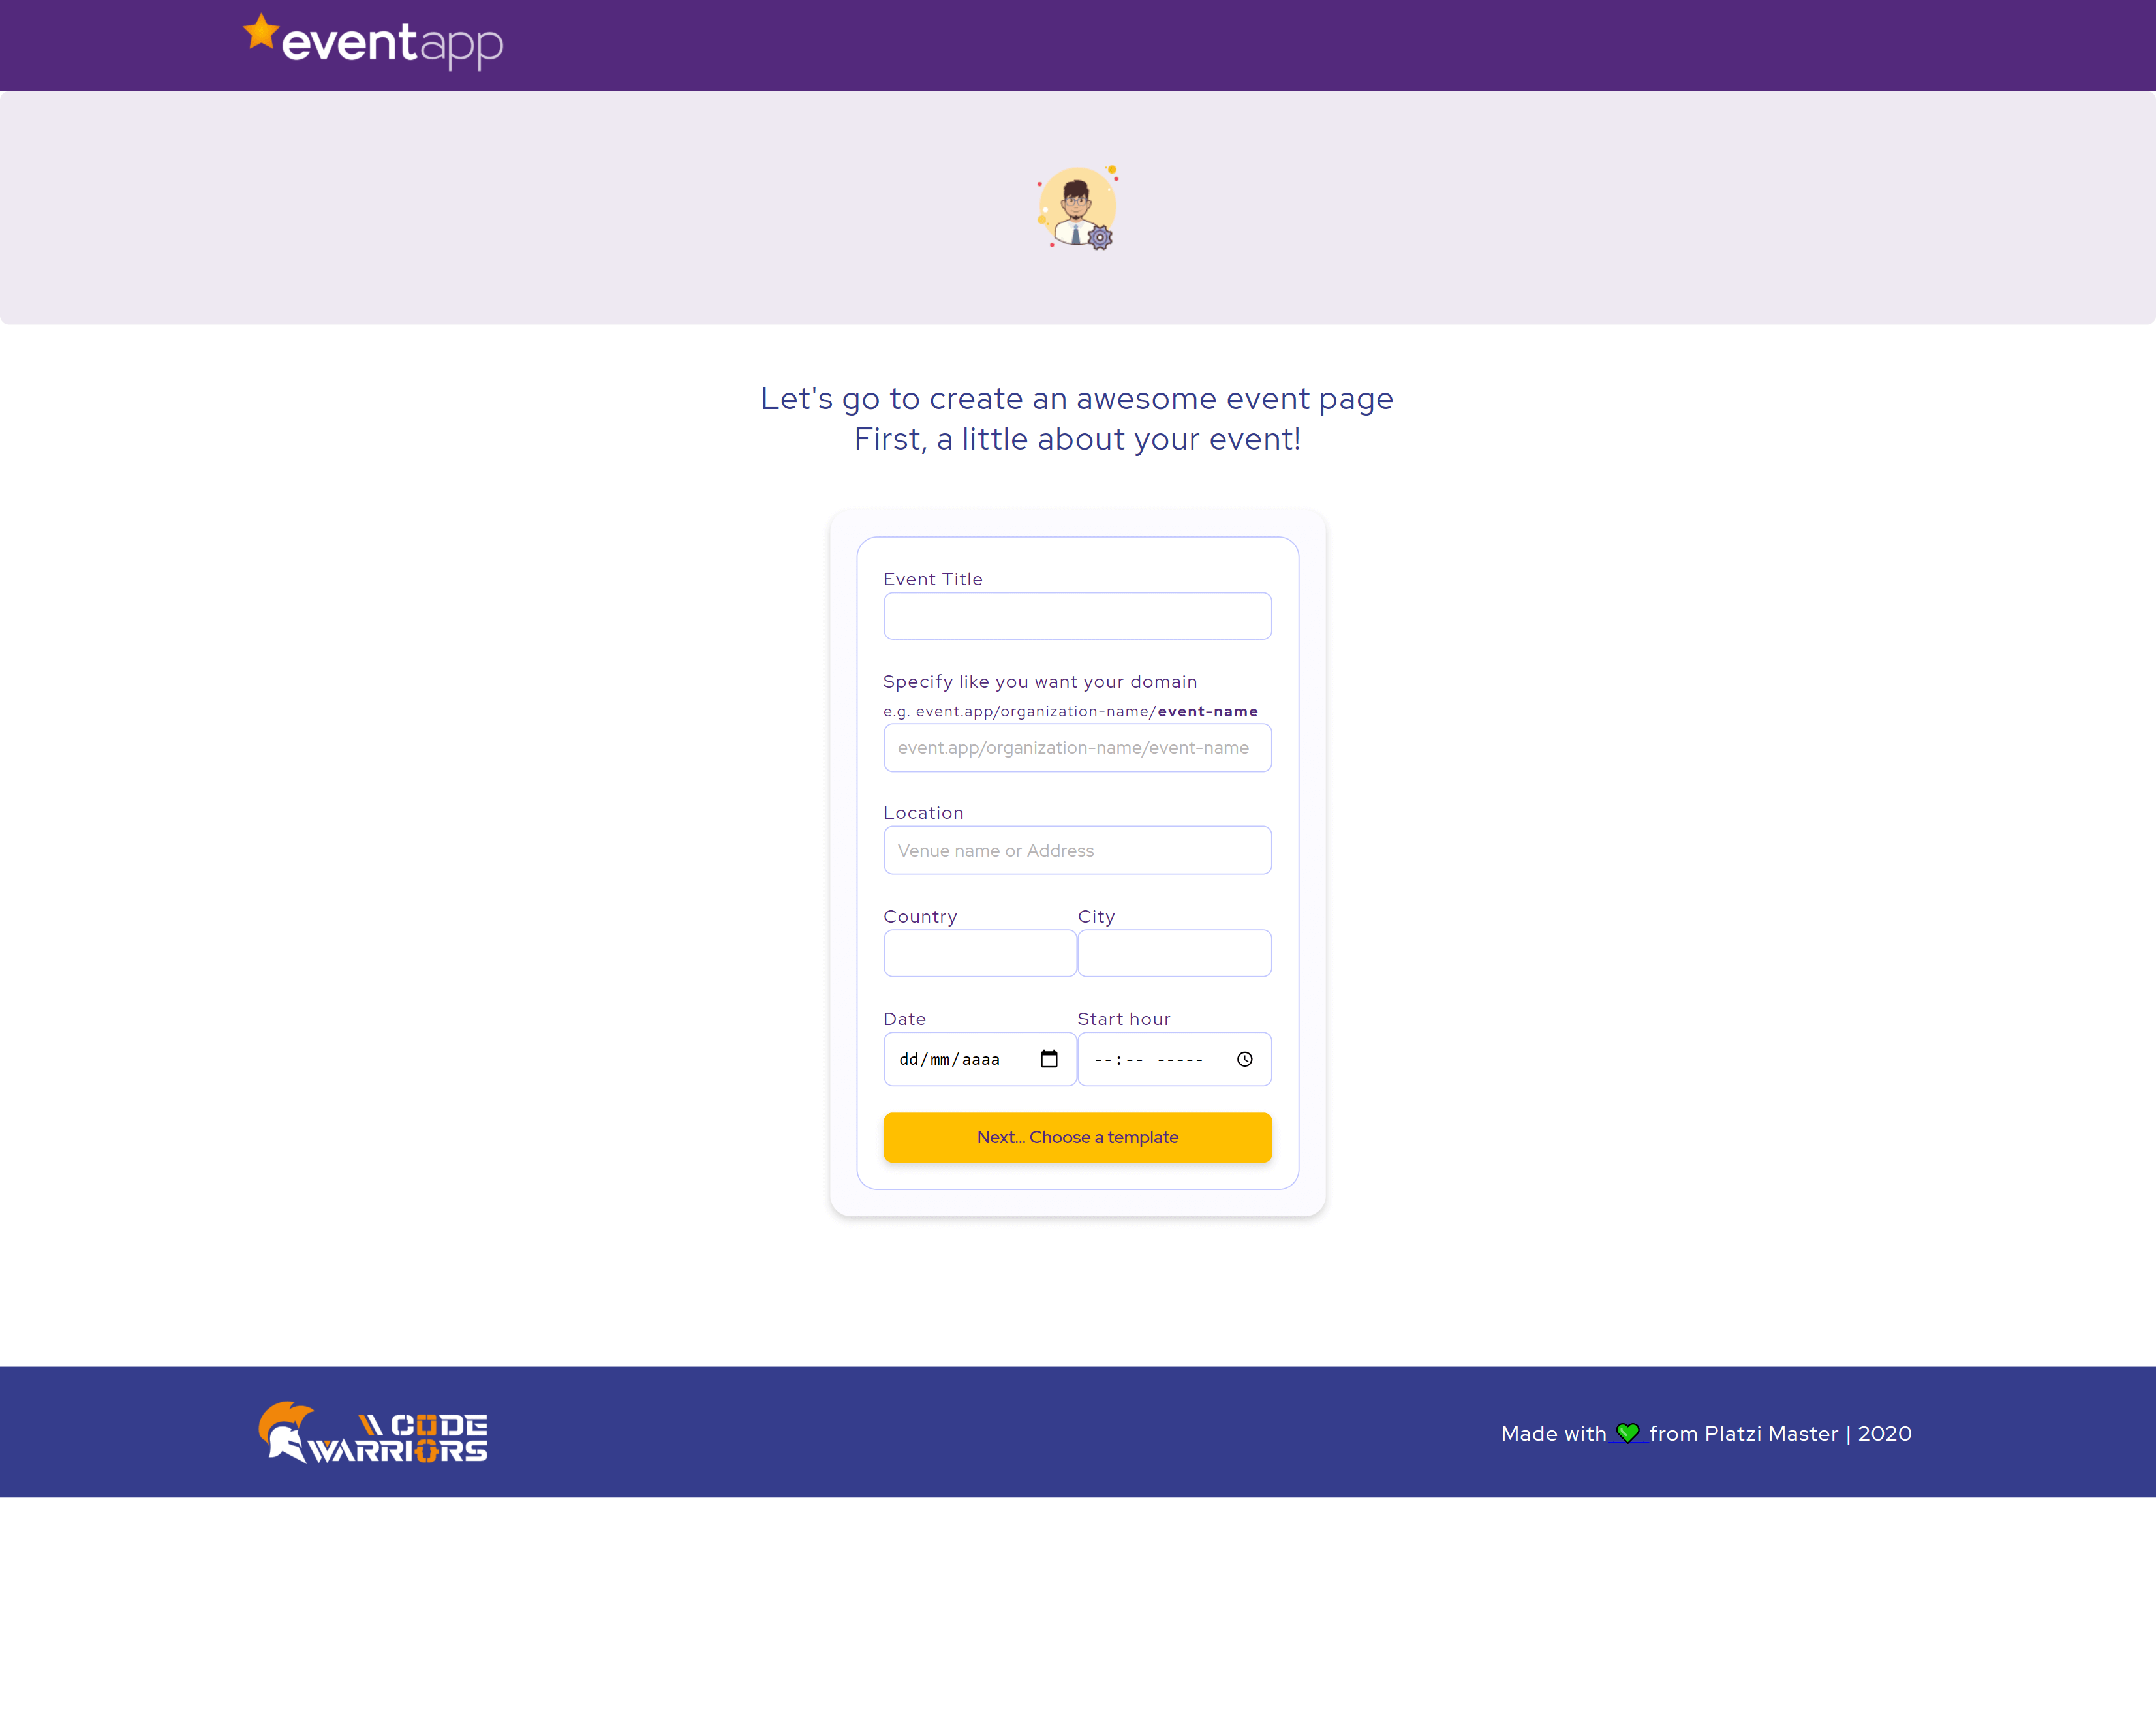 eventapp
Let's go to create an awesome event page
First, a little about your event!
Event Title
Specify like you want your domain
e.g. event.app/organization-name/event-name
event.app/organization-name/event-name
Location
Venue name or Address
Country City
Date Start hour
dd/mm/aaaa --:-- -----
Next... Choose a template
\\ CODE
WARRIORS
Made with 💚 from Platzi Master | 2020